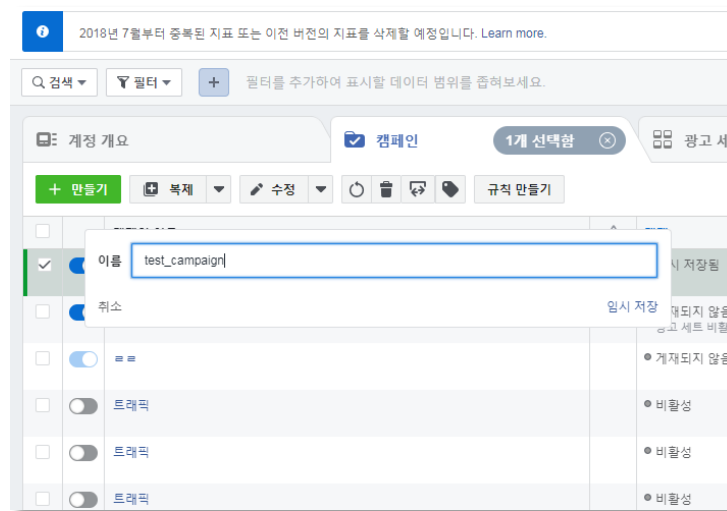 2018년 7월부터 중복된 지표 또는 이전 버전의 지표를 삭제할 예정입니다. Learn more.
검색 필터 + 필터를 추가하여 표시할 데이터 범위를 좁혀보세요.
계정 개요 캠페인 1개 선택함 광고 세
+ 만들기 복제 수정 규칙 만들기
이름 test_campaign
시 저장됨
취소 임시 저장
재되지 않음
광고 세트 비활
ㄹㄹ 게재되지 않음
트래픽 비활성
트래픽 비활성
트래픽 비활성